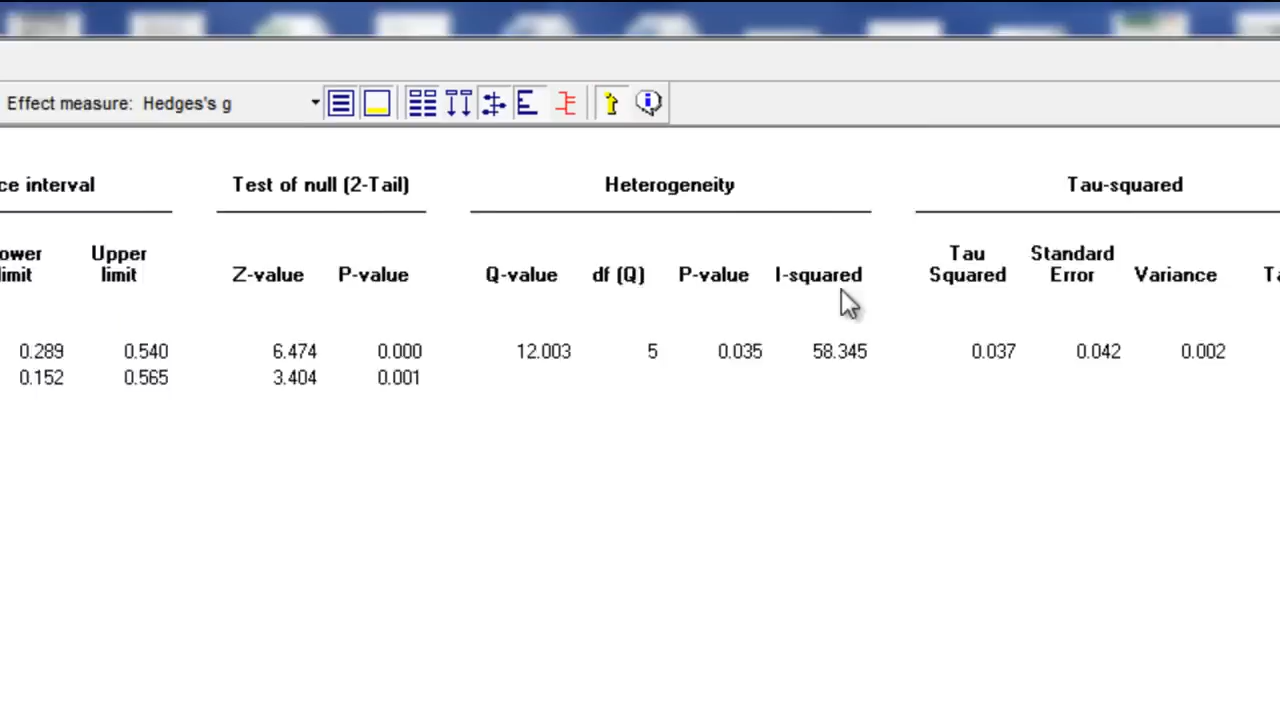 Effect measure: Hedges's g
ce interval Test of null (2-Tail) Heterogeneity Tau-squared
ower Upper Tau Standard
limit limit Z-value P-value Q-value df (Q) P-value I-squared Squared Error Variance Ta
0.289 0.540 6.474 0.000 12.003 5 0.035 58.345 0.037 0.042 0.002
0.152 0.565 3.404 0.001